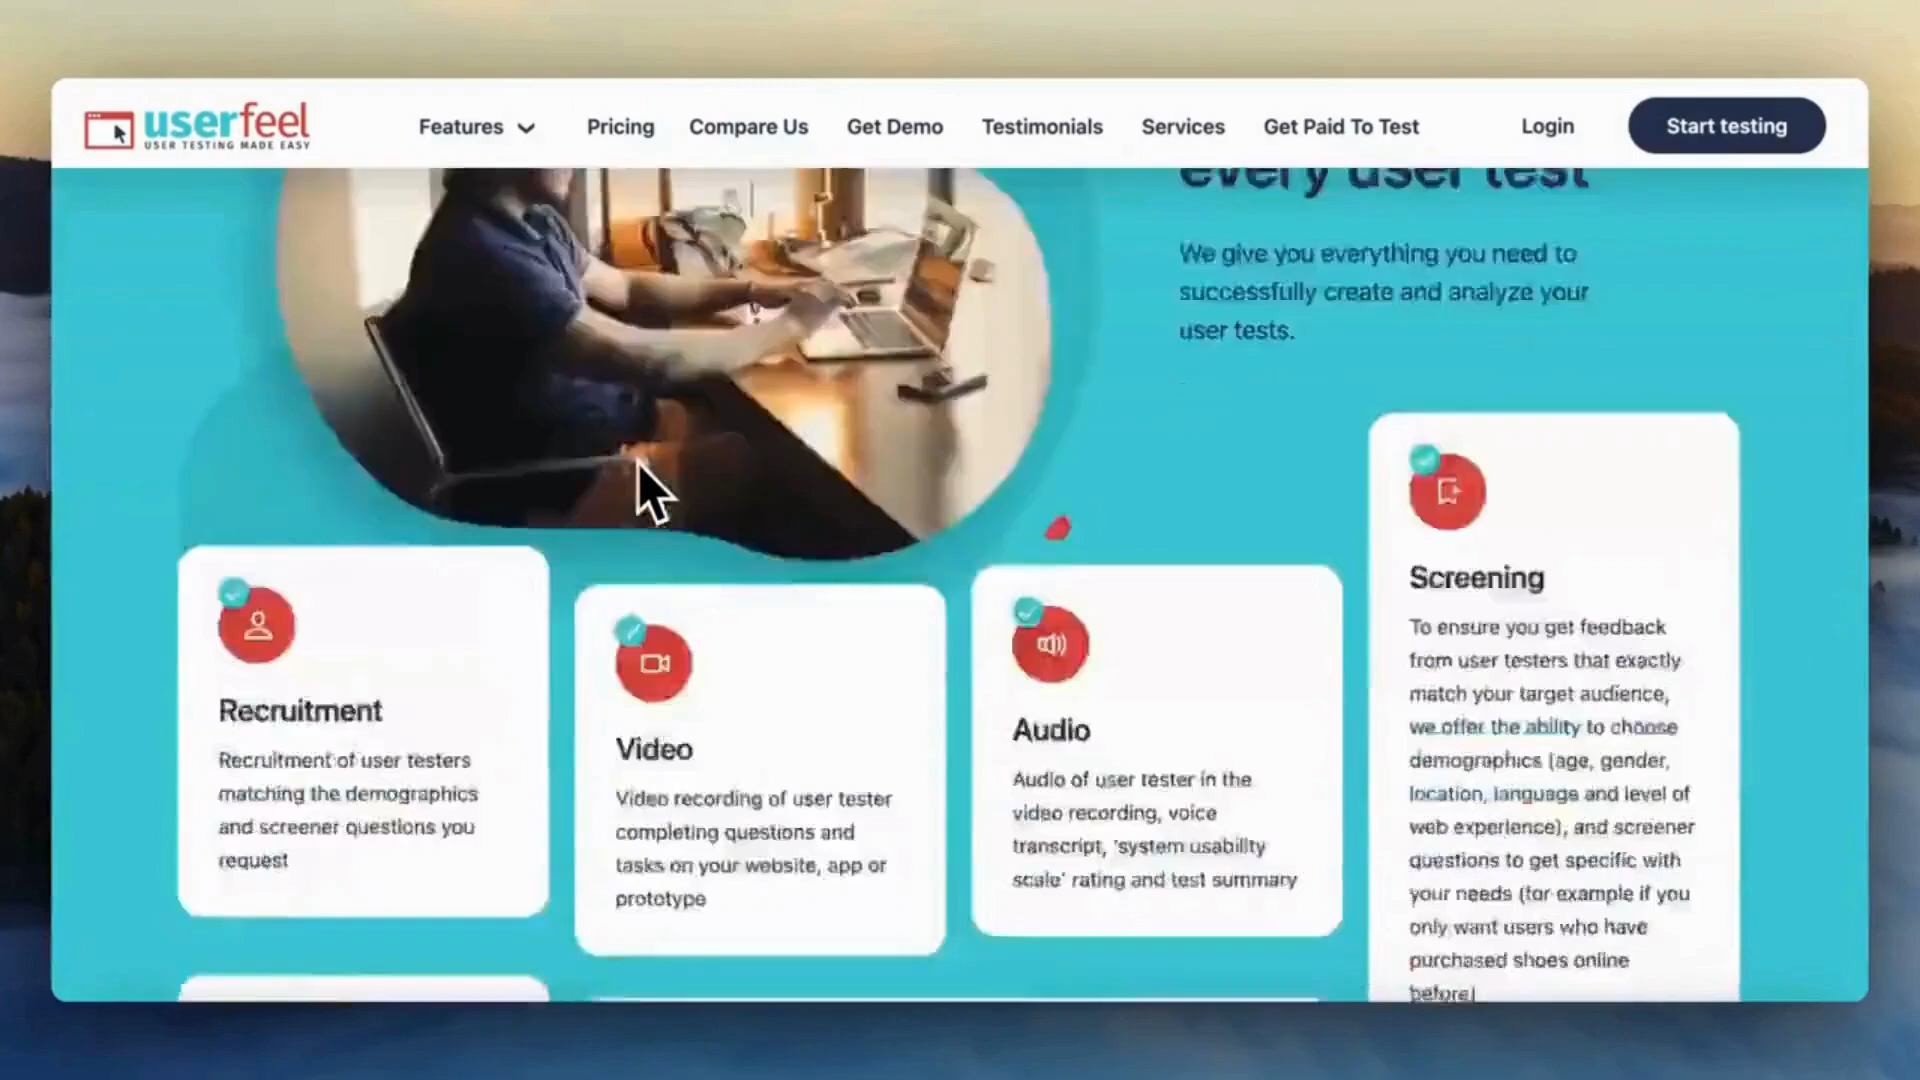 userfeel
USER TESTING MADE EASY
Features
Pricing
Compare Us
Get Demo
Testimonials
Services
Get Paid To Test
Login
Start testing
every user test
We give you everything you need to
successfully create and analyze your
user tests.
Recruitment
Recruitment of user testers
matching the demographics
and screener questions you
request
Video
Video recording of user tester
completing questions and
tasks on your website, app or
prototype
Audio
Audio of user tester in the
video recording, voice
transcript, 'system usability
scale' rating and test summary
Screening
To ensure you get feedback
from user testers that exactly
match your target audience,
we offer the ability to choose
demographics (age, gender,
location, language and level of
web experience), and screener
questions to get specific with
your needs (for example if you
only want users who have
purchased shoes online
before)